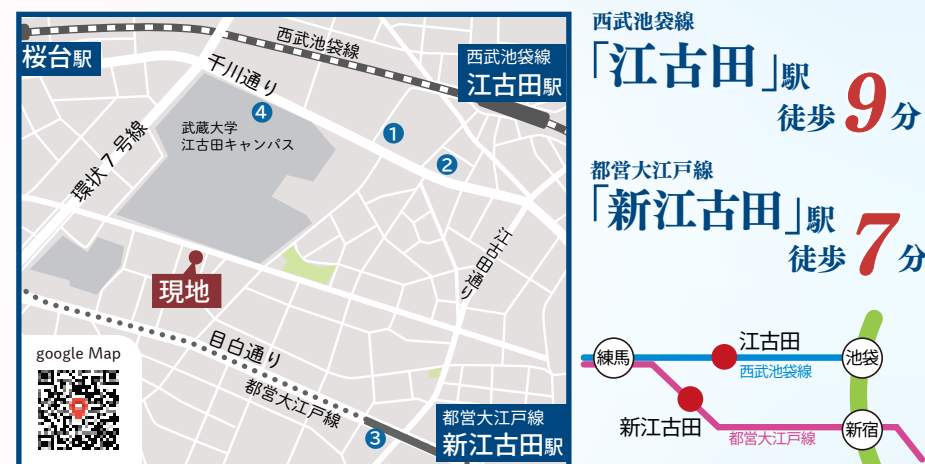 桜台駅
西武池袋線
西武池袋線
江古田駅
千川通り
4
武蔵大学
江古田キャンパス
1
2
環状7号線
江古田通り
現地
目白通り
都営大江戸線
google Map
3
都営大江戸線
新江古田駅
西武池袋線
「江古田」駅
徒歩9分
都営大江戸線
「新江古田」駅
徒歩7分
練馬
江古田
西武池袋線
池袋
新江古田
都営大江戸線
新宿